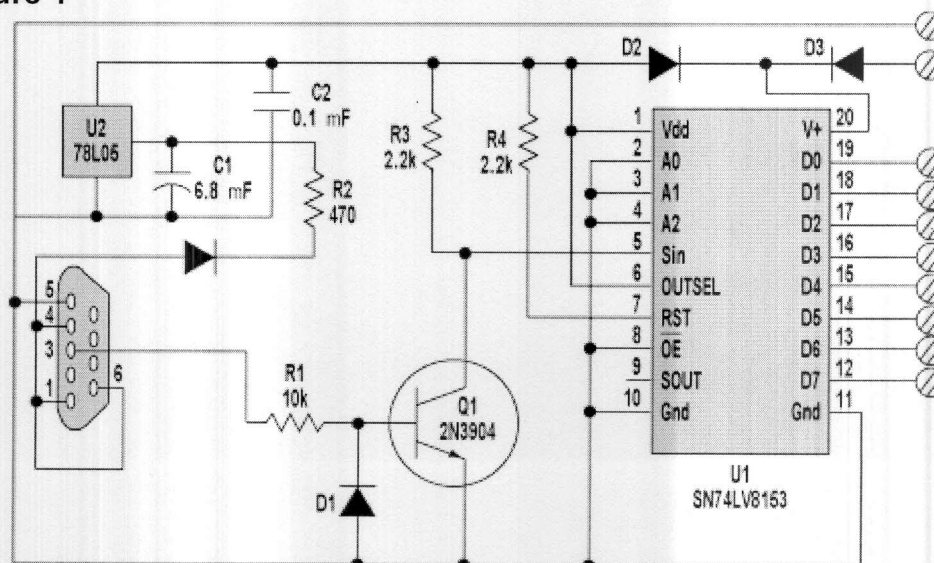 D2
D3
C2
0.1 mF
U2
78L05
C1
6.8 mF
R3
2.2k
R4
2.2k
R2
470
1 Vdd V+ 20
2 A0 D0 19
3 A1 D1 18
4 A2 D2 17
5 Sin D3 16
6 OUTSEL D4 15
7 RST D5 14
8 OE D6 13
9 SOUT D7 12
10 Gnd Gnd 11
5
4
3
6
1
R1
10k
Q1
2N3904
D1
U1
SN74LV8153